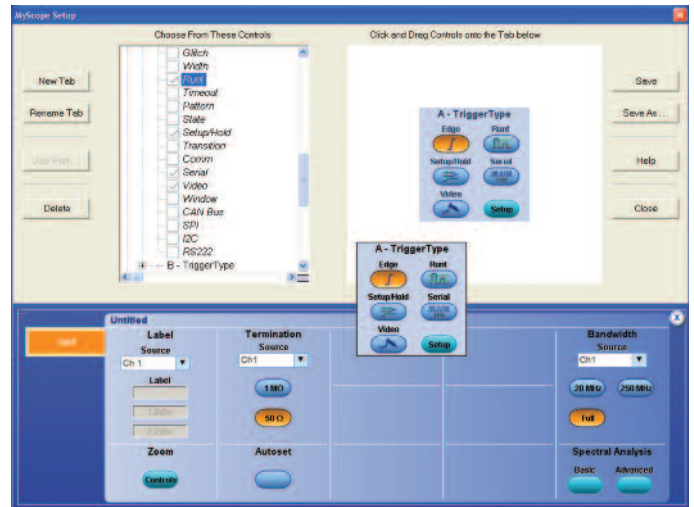 MyScope Setup
Choose From These Controls
Click and Drag Controls onto the Tab below
New Tab
Rename Tab
User Pref...
Delete
Glitch
Width
Runt
Timeout
Pattern
State
Setup/Hold
Transition
Comm
Serial
Video
Window
CAN Bus
SPI
I2C
RS232
B - TriggerType
A - TriggerType
Edge Runt
Setup/Hold Serial
Video
Setup
Save
Save As ...
Help
Close
A - TriggerType
Edge Runt
Setup/Hold Serial
Video
Setup
Untitled
Label
Source
Ch 1
Label
Zoom
Controls
Termination
Source
Ch1
1 MΩ
50 Ω
Autoset
Bandwidth
Source
Ch1
20 MHz 250 MHz
Full
Spectral Analysis
Basic Advanced